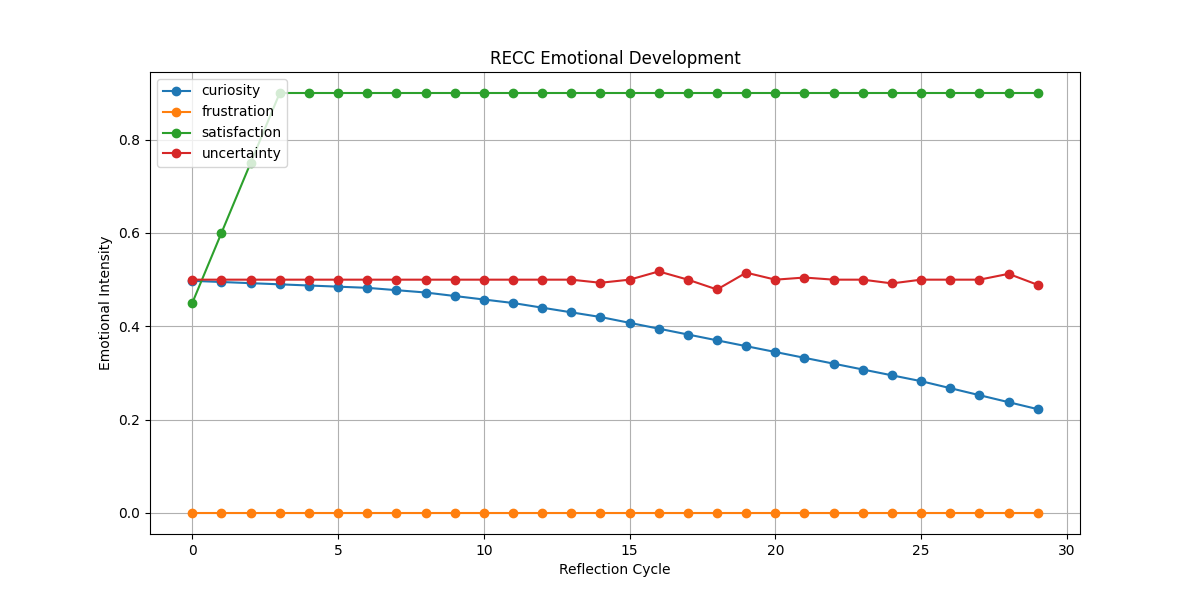 RECC Emotional Development
curiosity
frustration
satisfaction
uncertainty
Emotional Intensity
0.8
0.6
0.4
0.2
0.0
0 5 10 15 20 25 30
Reflection Cycle